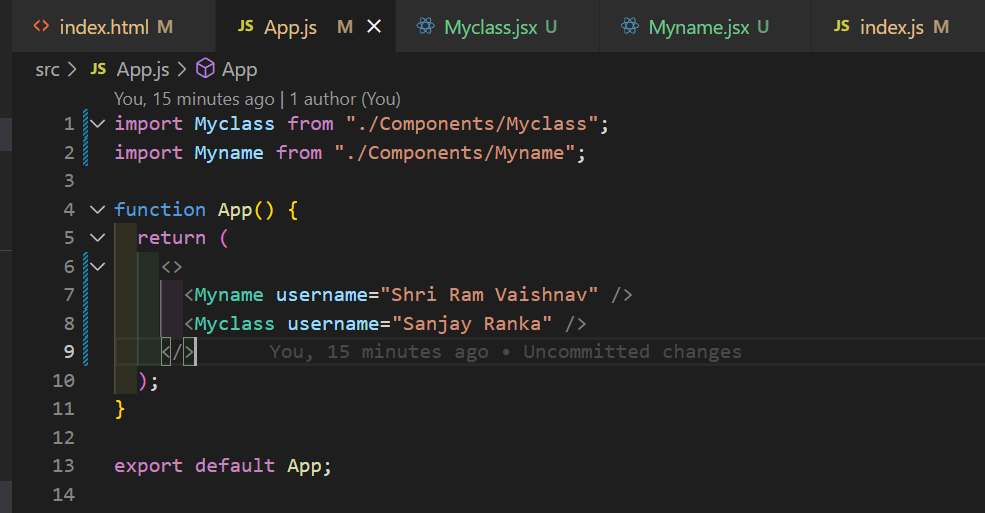 <> index.html M JS App.js M × Myclass.jsx U Myname.jsx U JS index.js M
src > JS App.js > App
You, 15 minutes ago | 1 author (You)
1 import Myclass from "./Components/Myclass";
2 import Myname from "./Components/Myname";
3
4 function App() {
5 return (
6 <>
7 <Myname username="Shri Ram Vaishnav" />
8 <Myclass username="Sanjay Ranka" />
9 </> You, 15 minutes ago • Uncommitted changes
10 );
11 }
12
13 export default App;
14